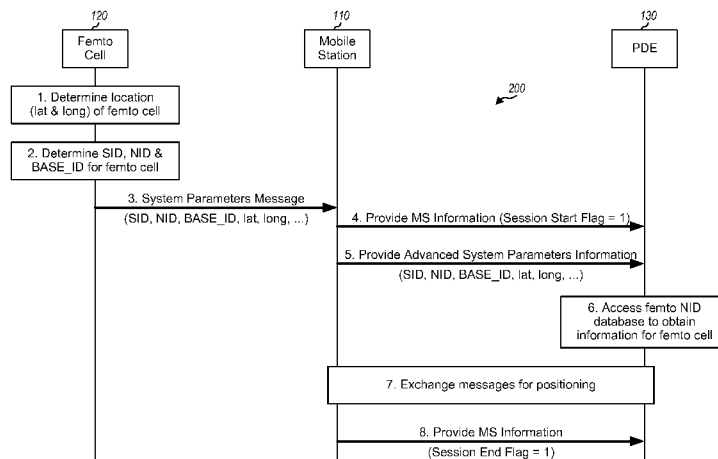 120
110
130
Femto
Cell
Mobile
Station
PDE
1. Determine location
(lat & long) of femto cell
200
2. Determine SID, NID &
BASE_ID for femto cell
3. System Parameters Message
(SID, NID, BASE_ID, lat, long, ...)
4. Provide MS Information (Session Start Flag = 1)
5. Provide Advanced System Parameters Information
(SID, NID, BASE_ID, lat, long, ...)
6. Access femto NID
database to obtain
information for femto cell
7. Exchange messages for positioning
8. Provide MS Information
(Session End Flag = 1)